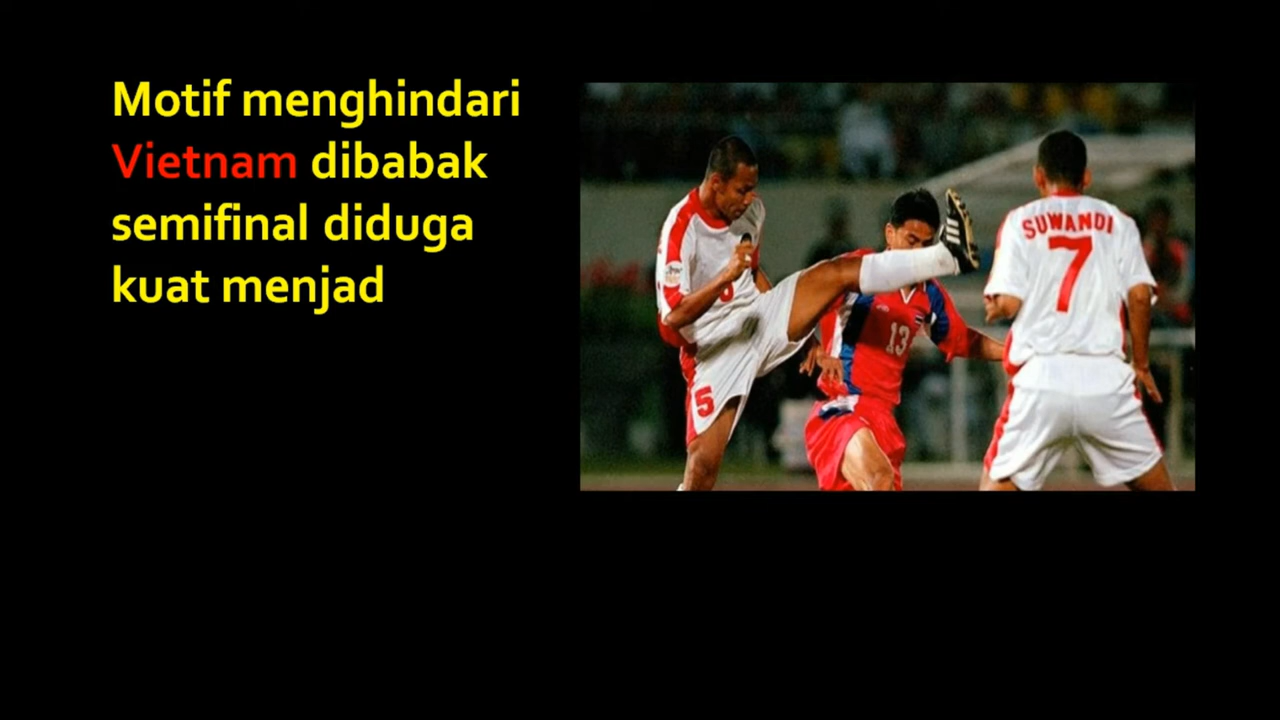 Motif menghindari
Vietnam dibabak
semifinal diduga
kuat menjad
SUWANDI
7
13
5